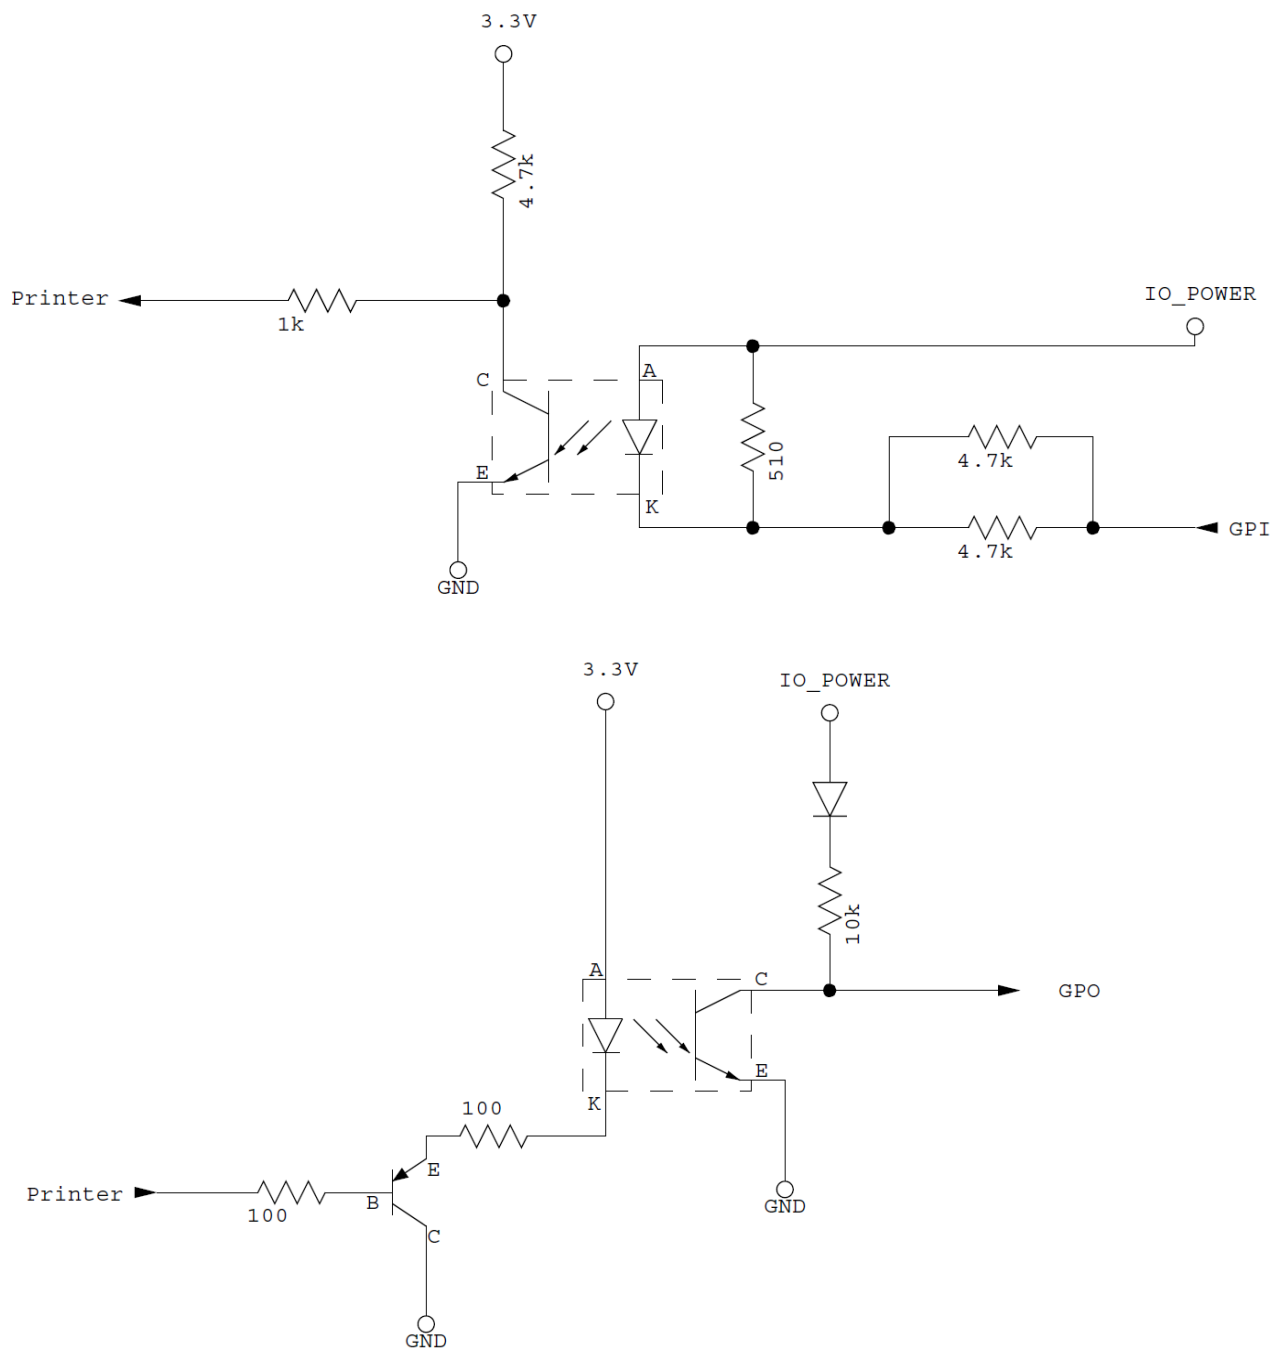 3.3V
4.7k
Printer
1k
IO_POWER
C
A
510
4.7k
E
K
4.7k
GPI
GND
3.3V
IO_POWER
10k
A
C
GPO
E
K
100
E
Printer
B
100
GND
C
GND